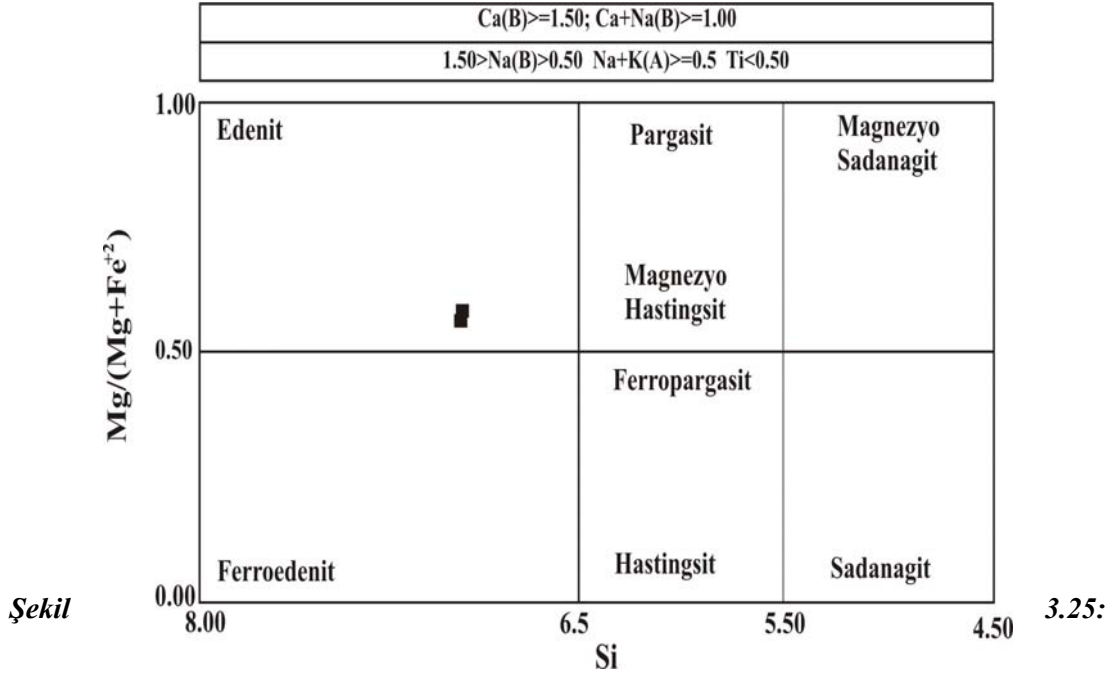 Ca(B)>=1.50; Ca+Na(B)>=1.00
1.50>Na(B)>0.50 Na+K(A)>=0.5 Ti<0.50
1.00
Edenit
Pargasit
Magnezyo
Sadanagit
Mg/(Mg+Fe+2)
Magnezyo
Hastingsit
0.50
Ferropargasit
Ferroedenit
Hastingsit
Sadanagit
0.00
Şekil 3.25:
8.00 6.5 5.50 4.50
Si